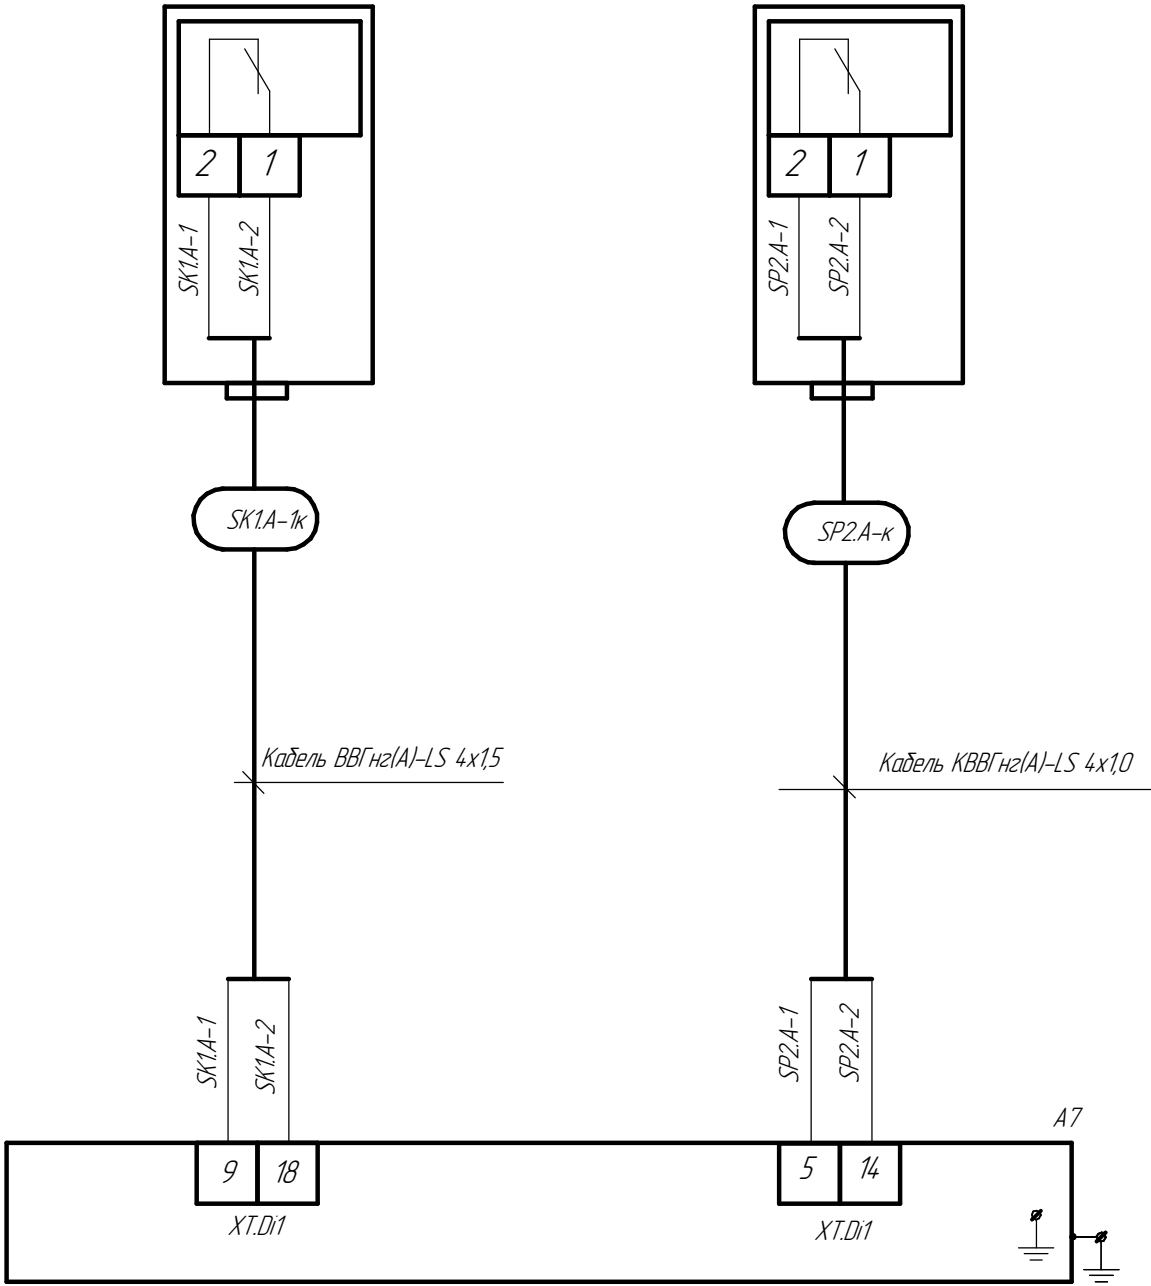 2 1
2 1
SK1.A-1
SK1.A-2
SP2.A-1
SP2.A-2
SK1.A-1к
SP2.A-к
Кабель ВВГнг(А)-LS 4х1,5
Кабель КВВГнг(А)-LS 4х1,0
SK1.A-1
SK1.A-2
SP2.A-1
SP2.A-2
A7
9 18
5 14
XT.Di1
XT.Di1